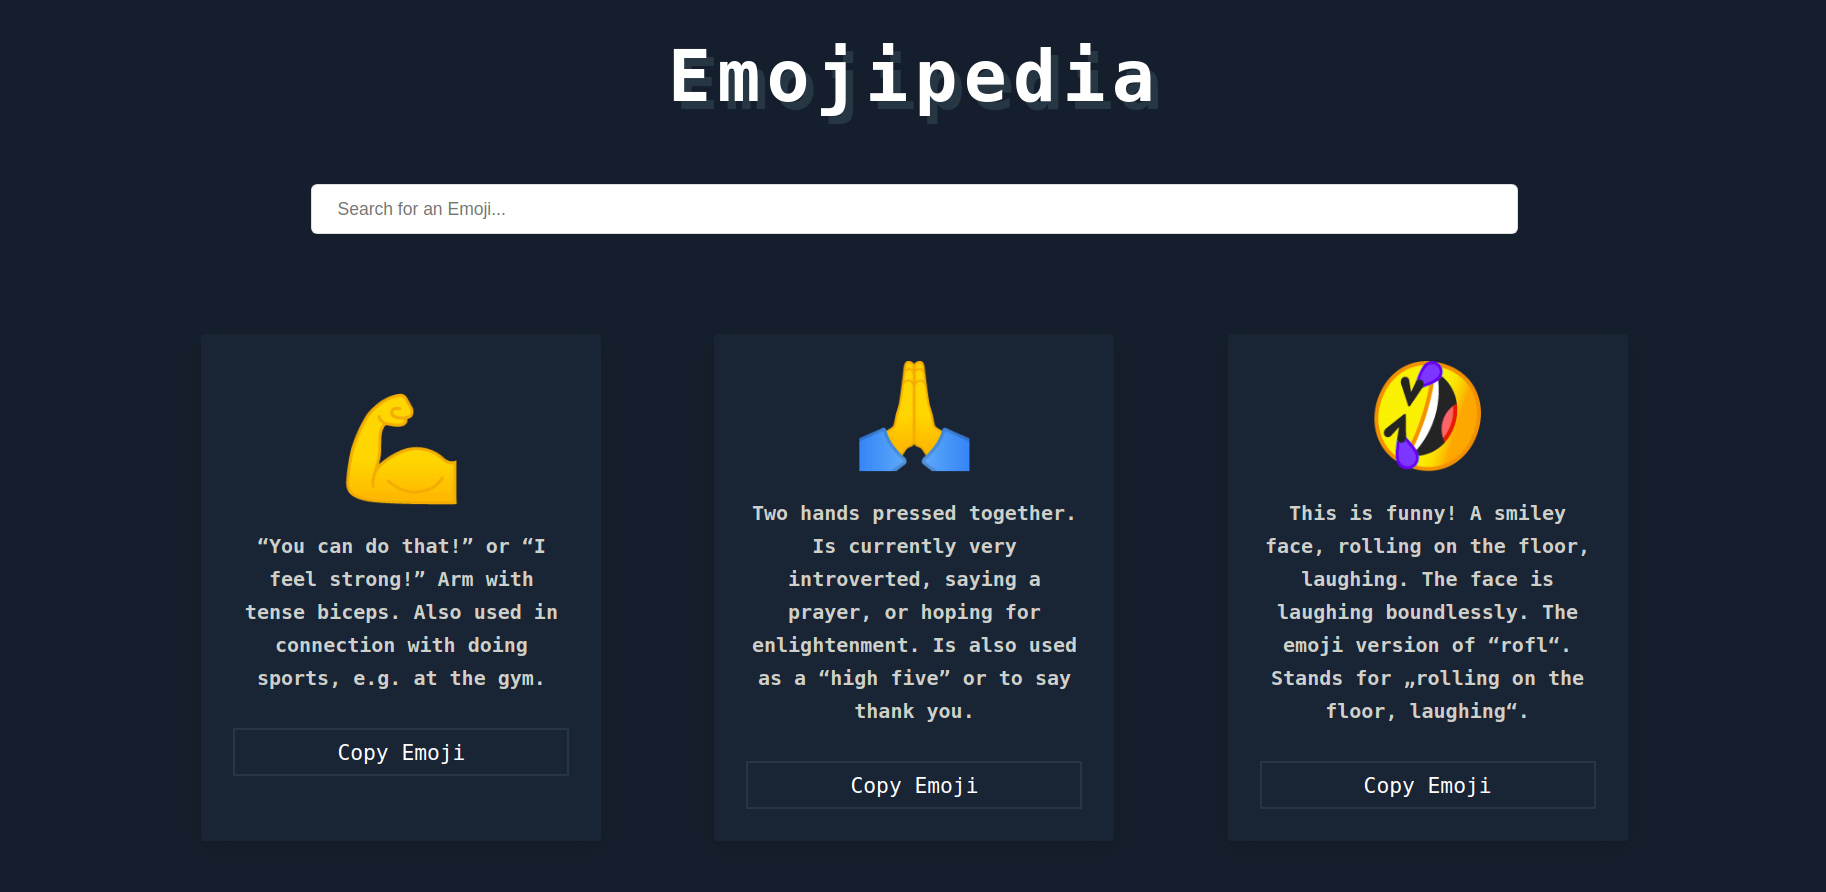 Emojipedia
Search for an Emoji...
“You can do that!” or “I
feel strong!” Arm with
tense biceps. Also used in
connection with doing
sports, e.g. at the gym.
Copy Emoji
Two hands pressed together.
Is currently very
introverted, saying a
prayer, or hoping for
enlightenment. Is also used
as a “high five” or to say
thank you.
Copy Emoji
This is funny! A smiley
face, rolling on the floor,
laughing. The face is
laughing boundlessly. The
emoji version of “rofl“.
Stands for „rolling on the
floor, laughing“.
Copy Emoji